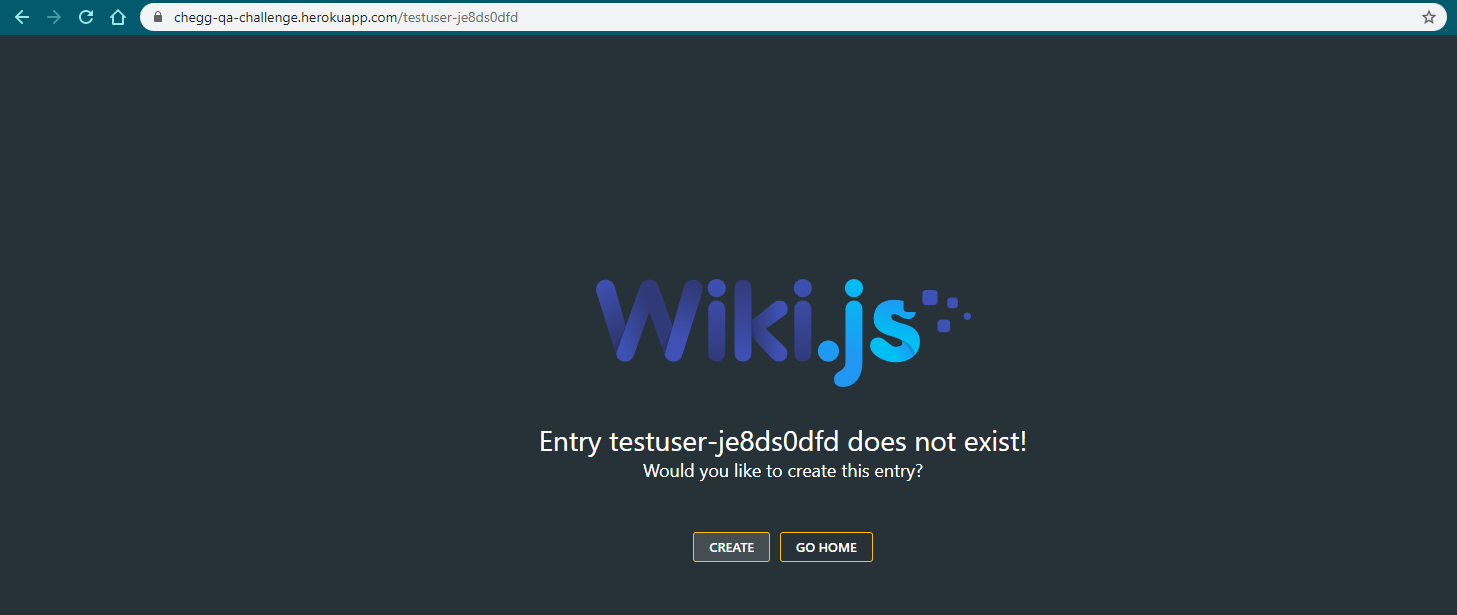 chegg-qa-challenge.herokuapp.com/testuser-je8ds0dfd
Wiki.js
Entry testuser-je8ds0dfd does not exist!
Would you like to create this entry?
CREATE GO HOME